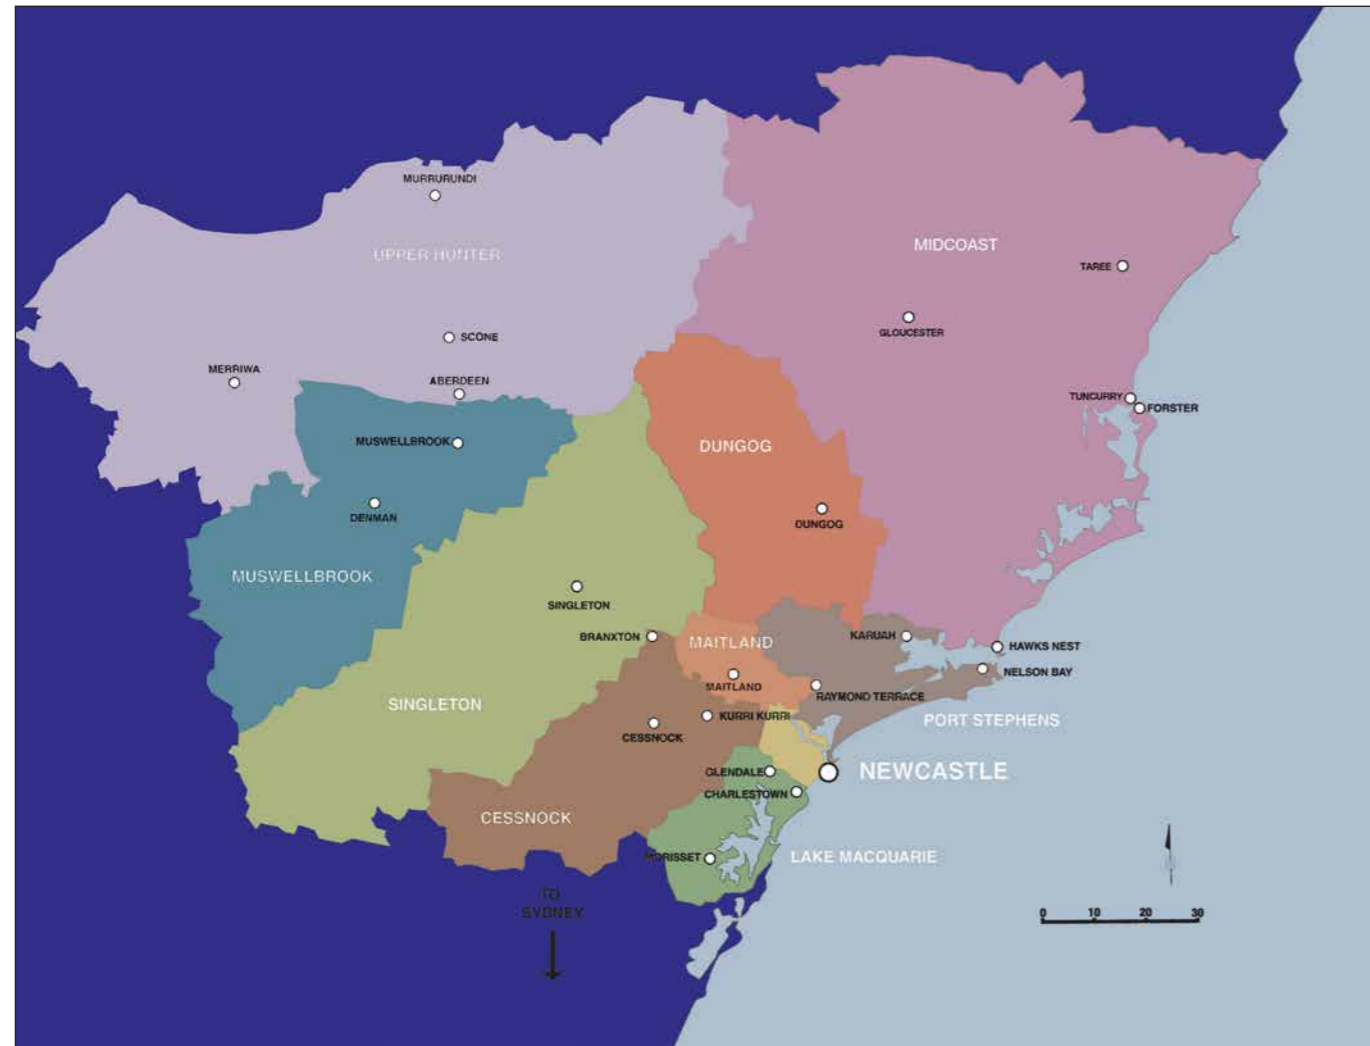 MURRURUNDI
UPPER HUNTER
MIDCOAST
TAREE
GLOUCESTER
SCONE
MERRIWA
ABERDEEN
TUNCURRY
FORSTER
MUSWELLBROOK
DUNGOG
DENMAN
DUNGOG
MUSWELLBROOK
SINGLETON
BRANXTON
MAITLAND
KARUAH
HAWKS NEST
NELSON BAY
MAITLAND
RAYMOND TERRACE
SINGLETON
KURRI KURRI
PORT STEPHENS
CESSNOCK
GLENDALE
NEWCASTLE
CHARLESTOWN
CESSNOCK
MORISSET
LAKE MACQUARIE
TO
SYDNEY
0 10 20 30